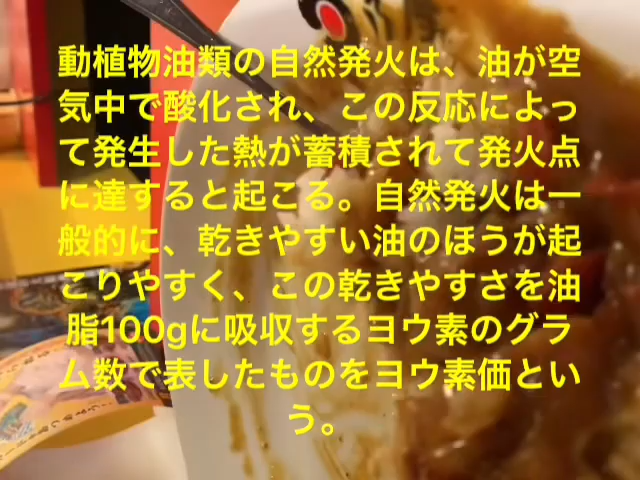 動植物油類の自然発火は、油が空
気中で酸化され、この反応によっ
て発生した熱が蓄積されて発火点
に達すると起こる。自然発火は一
般的に、乾きやすい油のほうが起
こりやすく、この乾きやすさを油
脂100gに吸収するヨウ素のグラ
ム数で表したものをヨウ素価とい
う。